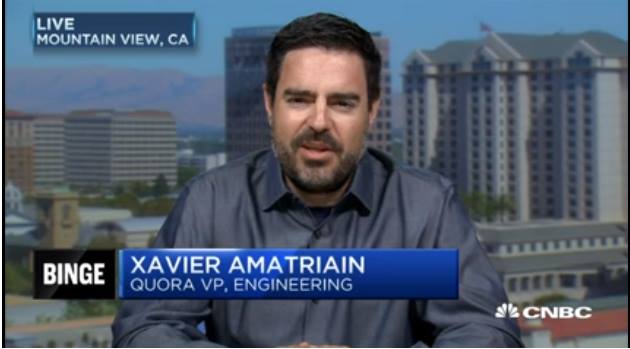 LIVE
MOUNTAIN VIEW, CA
BINGE
XAVIER AMATRIAIN
QUORA VP, ENGINEERING
CNBC